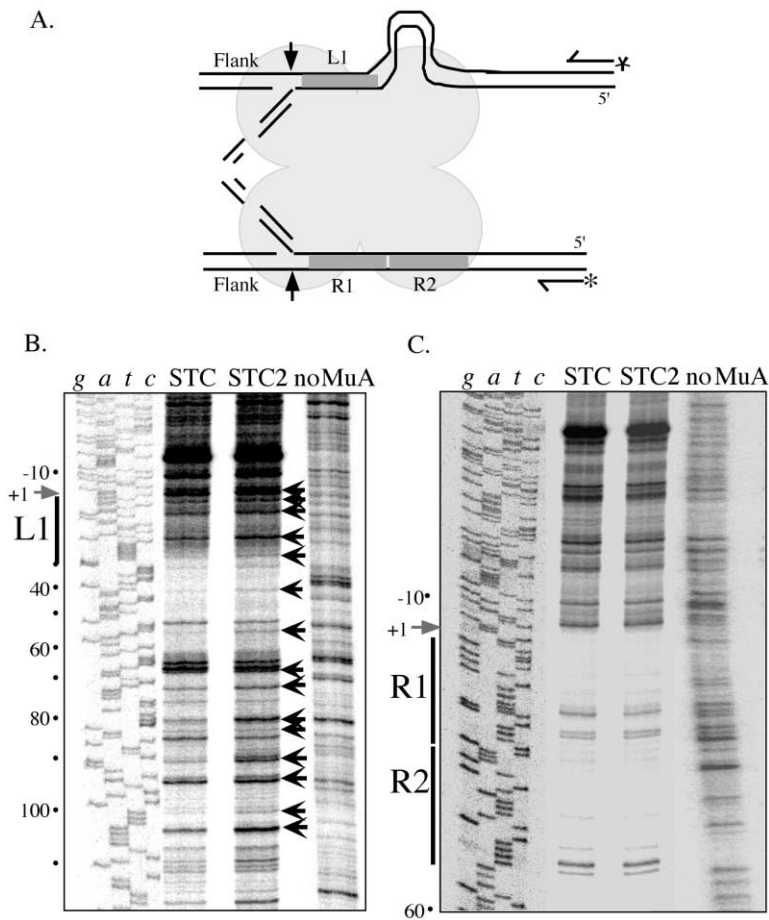 A.
Flank
L1
5'
*
5'
Flank
R1
R2
*
B.
g a t c STC STC2 noMuA
-10
+1
L1
40
60
80
100
C.
g a t c STC STC2 no MuA
-10
+1
R1
R2
60